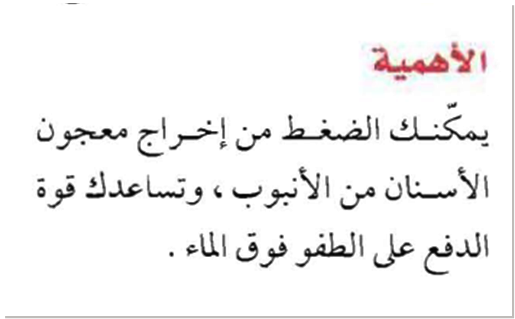 الأهمية
يمكّنك الضغط من إخراج معجون
الأسنان من الأنبوب ، وتساعدك قوة
الدفع على الطفو فوق الماء .